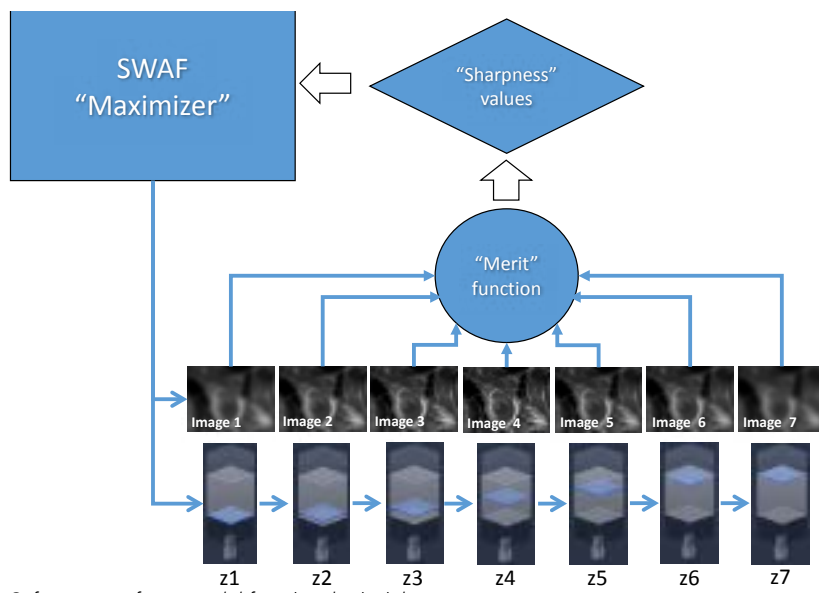 SWAF
“Maximizer”
“Sharpness”
values
“Merit”
function
Image 1
Image 2
Image 3
Image 4
Image 5
Image 6
Image 7
z1
z2
z3
z4
z5
z6
z7